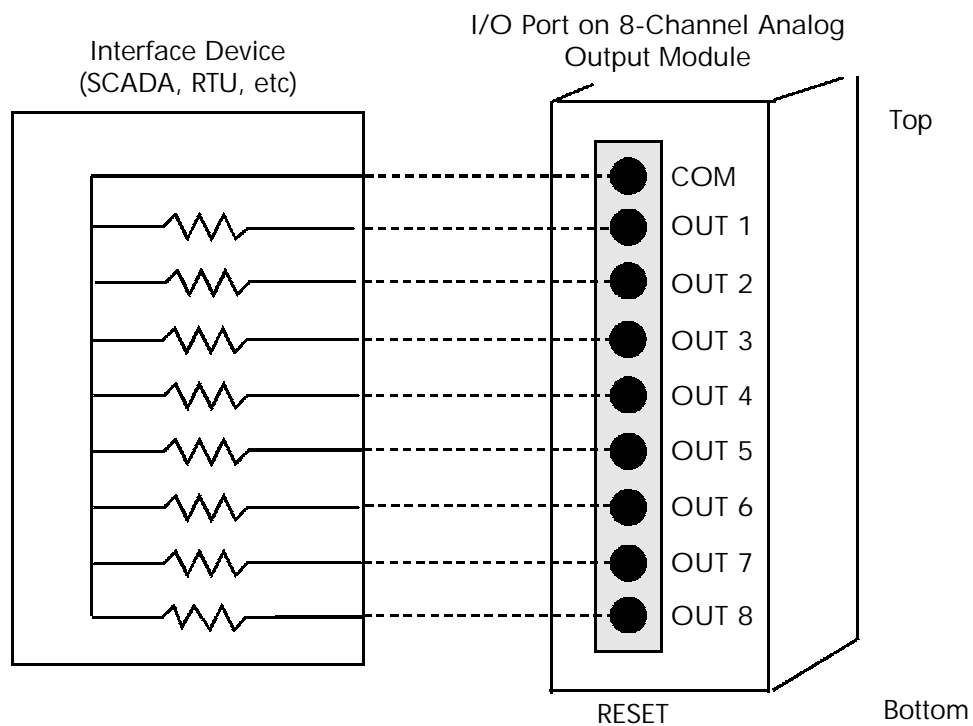 I/O Port on 8-Channel Analog
Output Module
Interface Device
(SCADA, RTU, etc)
Top
COM
OUT 1
OUT 2
OUT 3
OUT 4
OUT 5
OUT 6
OUT 7
OUT 8
RESET
Bottom